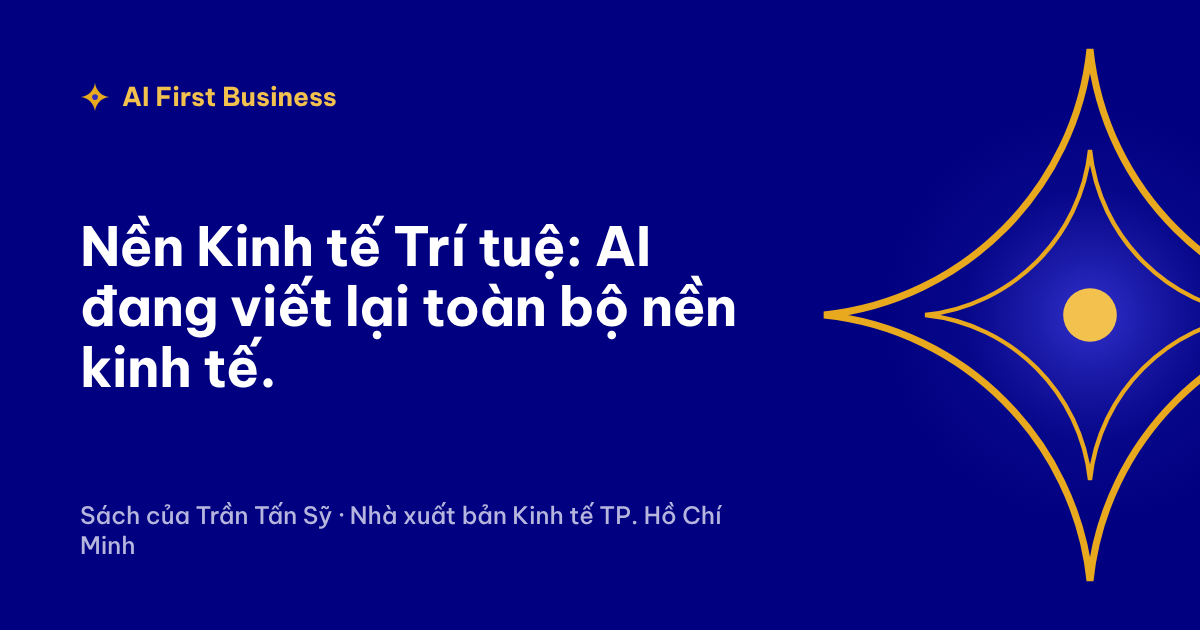 AI First Business
Nền Kinh tế Trí tuệ: AI
đang viết lại toàn bộ nền
kinh tế.
Sách của Trần Tấn Sỹ · Nhà xuất bản Kinh tế TP. Hồ Chí
Minh